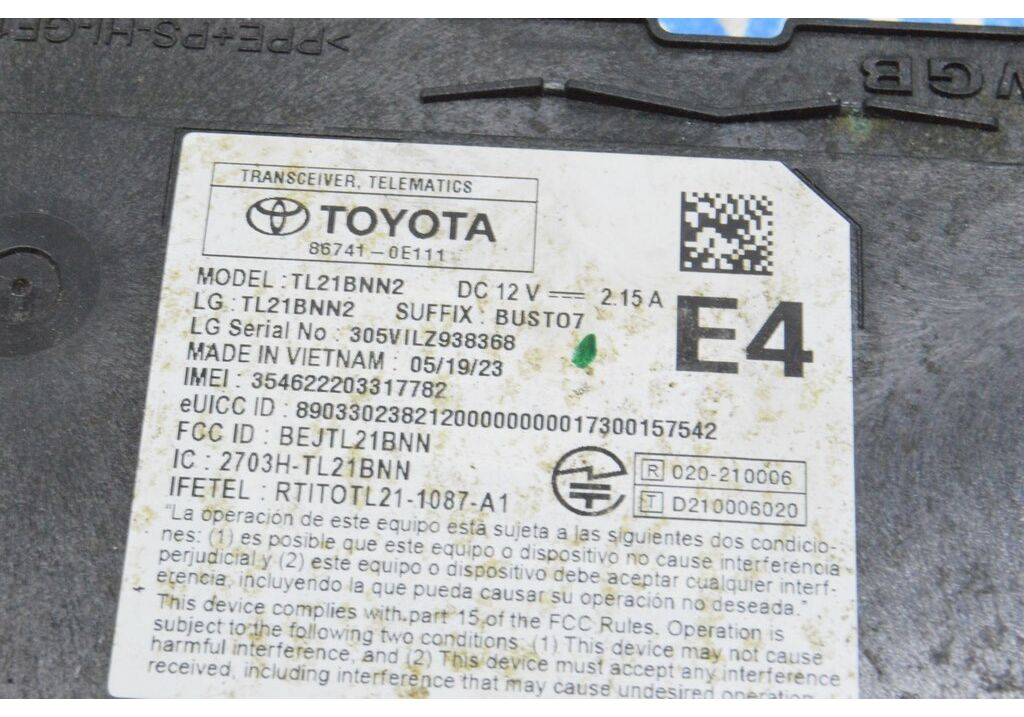 >PPE+PS-HI-GF
WGB
TRANSCEIVER, TELEMATICS
TOYOTA
86741-0E111
MODEL : TL21BNN2 DC 12 V 2.15 A
LG : TL21BNN2 SUFFIX : BUST07
E4
LG Serial No : 305VILZ938368
MADE IN VIETNAM : 05/19/23
IMEI : 354622203317782
eUICC ID : 89033023821200000000017300157542
FCC ID : BEJTL21BNN
IC : 2703H-TL21BNN
R 020-210006
IFETEL : RTITOTL21-1087-A1
T D210006020
"La operación de este equipo está sujeta a las siguientes dos condicio-
nes: (1) es posible que este equipo o dispositivo no cause interferencia
perjudicial y (2) este equipo o dispositivo debe aceptar cualquier interf-
erencia, incluyendo la que pueda causar su operación no deseada."
This device complies with part 15 of the FCC Rules. Operation is
subject to the following two conditions: (1) This device may not cause
harmful interference, and (2) This device must accept any interference
received, including interference that may cause undesired operation.